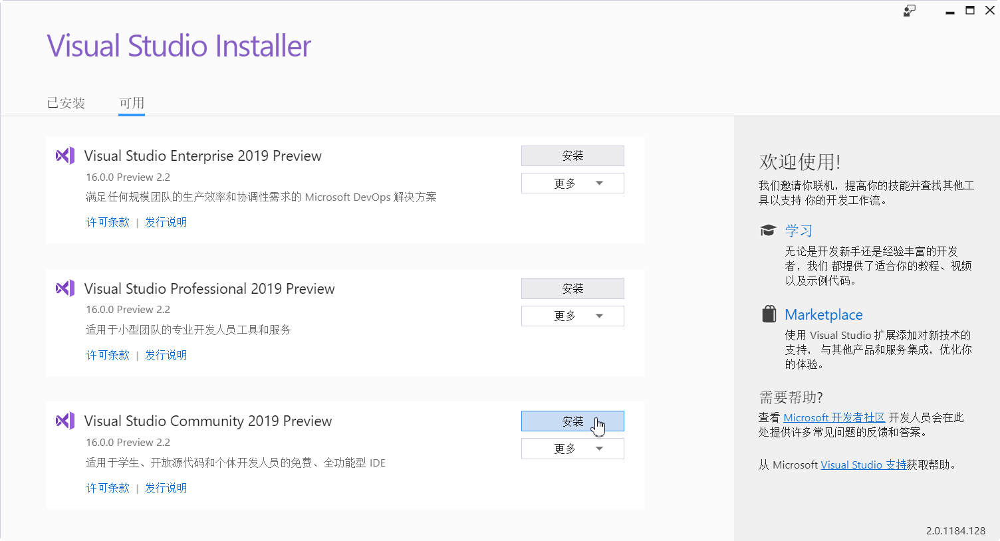 Visual Studio Installer
已安装
可用
Visual Studio Enterprise 2019 Preview
安装
16.0.0 Preview 2.2
更多
满足任何规模团队的生产效率和协调性需求的 Microsoft DevOps 解决方案
许可条款 | 发行说明
Visual Studio Professional 2019 Preview
安装
16.0.0 Preview 2.2
更多
适用于小型团队的专业开发人员工具和服务
许可条款 | 发行说明
Visual Studio Community 2019 Preview
安装
16.0.0 Preview 2.2
更多
适用于学生、开放源代码和个体开发人员的免费、全功能型 IDE
许可条款 | 发行说明
欢迎使用!
我们邀请你联机，提高你的技能并查找其他工
具以支持 你的开发工作流。
学习
无论是开发新手还是经验丰富的开发
者，我们 都提供了适合你的教程、视频
以及示例代码。
Marketplace
使用 Visual Studio 扩展添加对新技术的
支持， 与其他产品和服务集成，优化你
的体验。
需要帮助?
查看 Microsoft 开发者社区 开发人员会在此
处提供许多常见问题的反馈和答案。
从 Microsoft Visual Studio 支持获取帮助。
2.0.1184.128